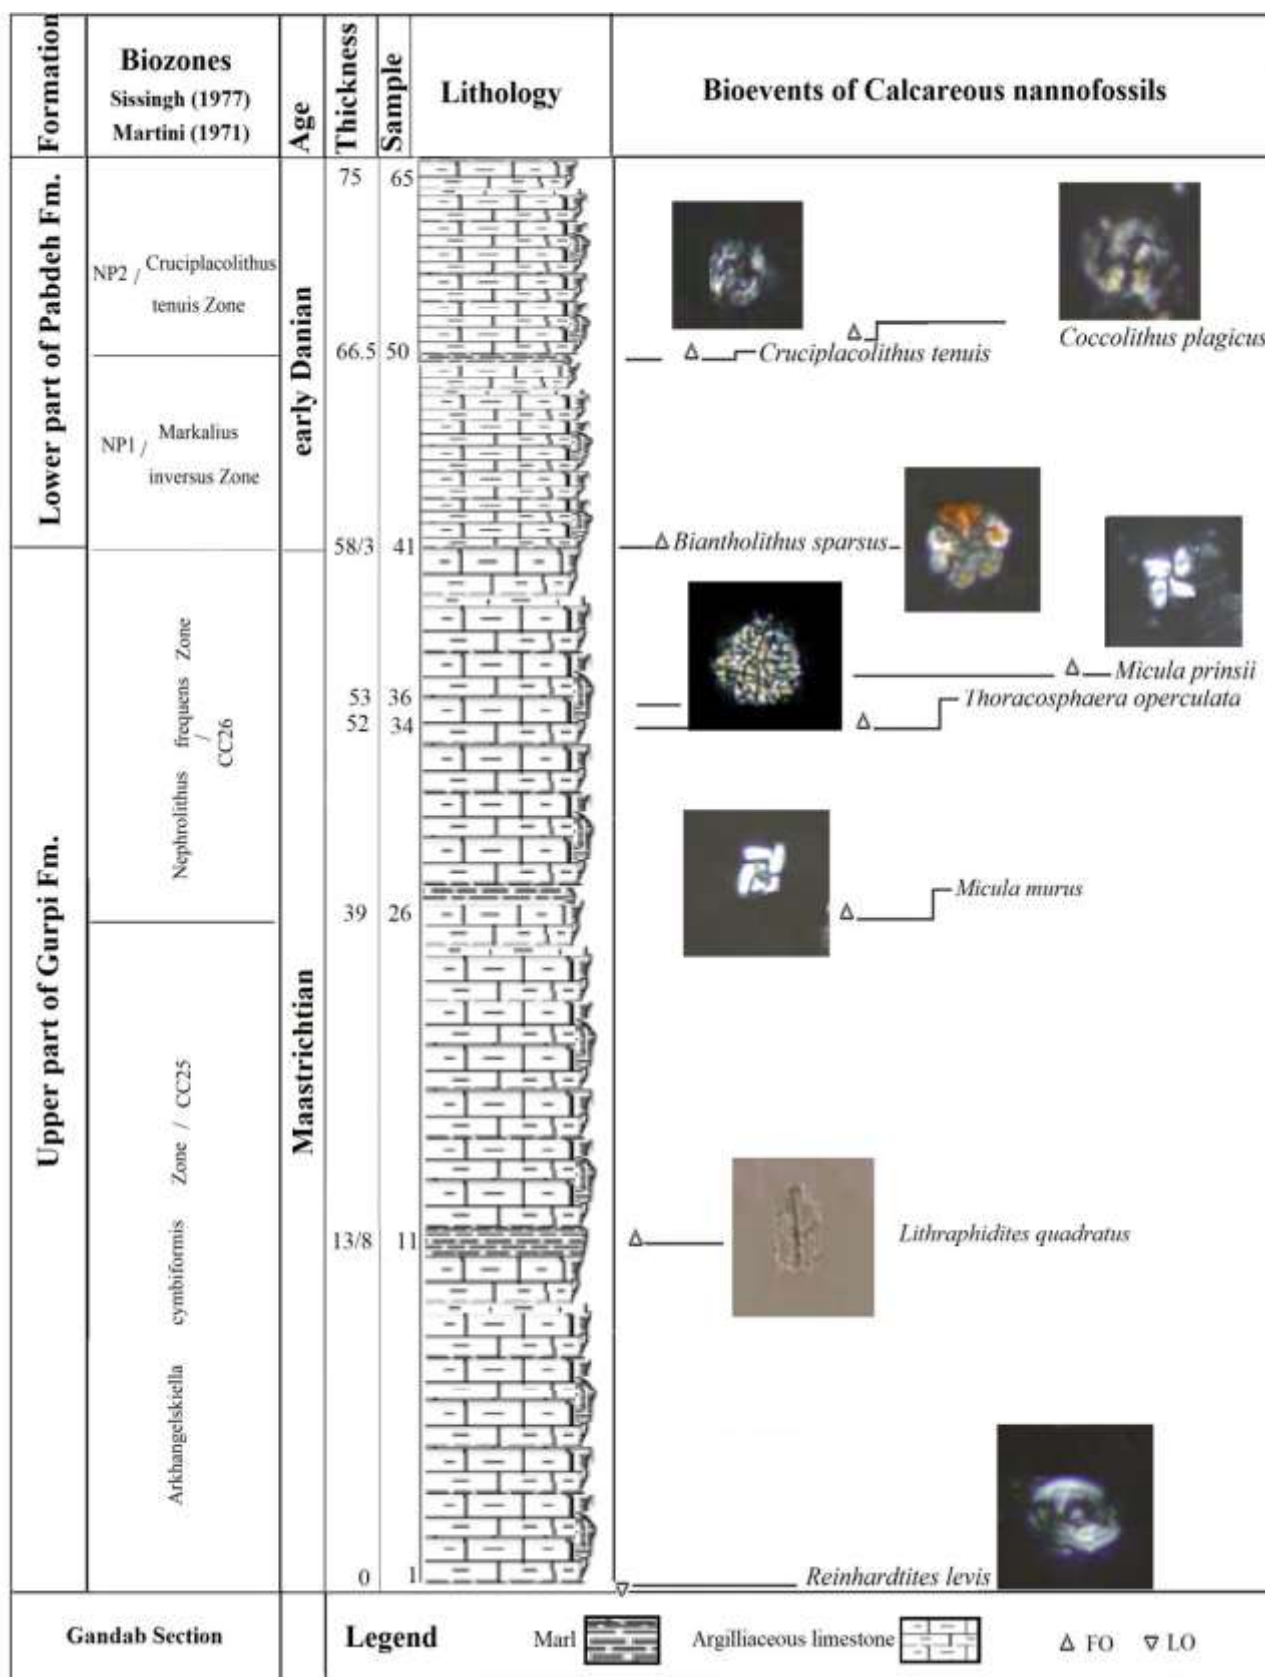 Formation
Biozones
Sissingh (1977)
Martini (1971)
Age
Thickness
Sample
Lithology
Bioevents of Calcareous nannofossils
Lower part of Pabdeh Fm.
Upper part of Gurpi Fm.
NP2 / Cruciplacolithus
tenuis Zone
NP1 / Markalius
inversus Zone
Nephrolithus frequens Zone
/
CC26
Arkhangelskiella cymbiformis Zone / CC25
early Danian
Maastrichtian
75 65
66.5 50
58/3 41
53 36
52 34
39 26
13/8 11
0 1
Coccolithus plagicus
Cruciplacolithus tenuis
Biantholithus sparsus
Micula prinsii
Thoracosphaera operculata
Micula murus
Lithraphidites quadratus
Reinhardtites levis
Gandab Section
Legend
Marl
Argilliaceous limestone
△ FO ▽ LO